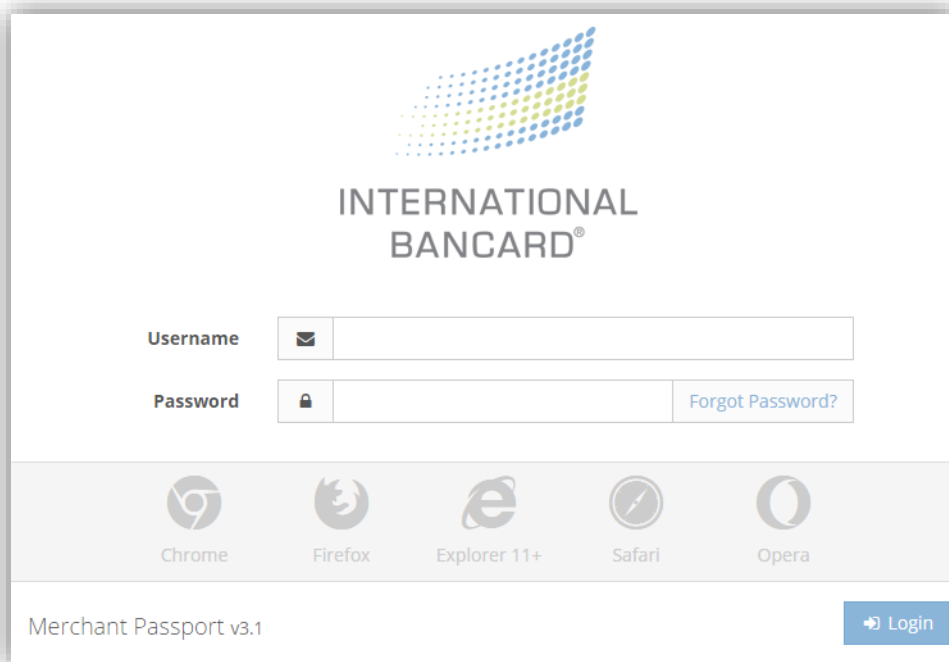 INTERNATIONAL
BANCARD®
Username
Password Forgot Password?
Chrome Firefox Explorer 11+ Safari Opera
Merchant Passport v3.1 Login